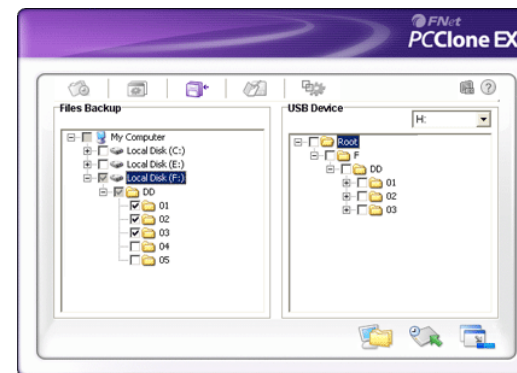 FNet
PCClone EX
Files Backup
My Computer
Local Disk (C:)
Local Disk (E:)
Local Disk (F:)
DD
01
02
03
04
05
USB Device
H:
Root
F
DD
01
02
03